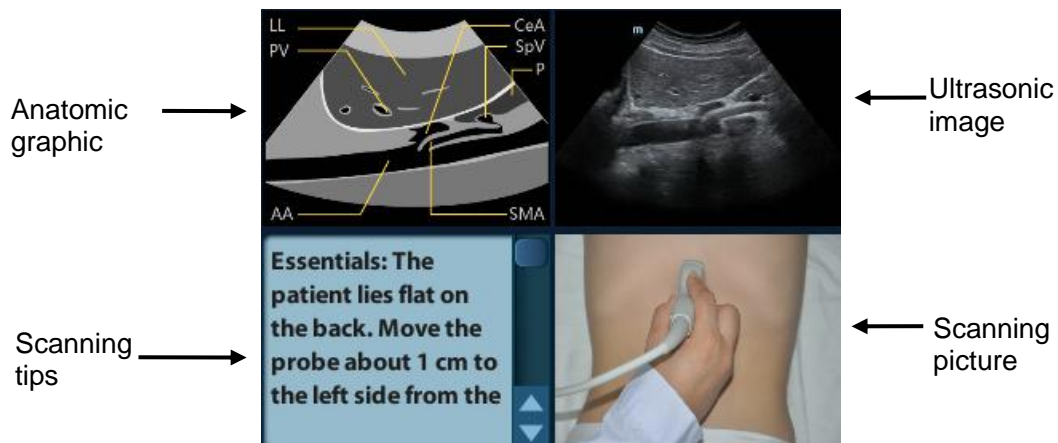 LL
CeA
PV
SpV
P
Anatomic
graphic
m
Ultrasonic
image
AA
SMA
Essentials: The
patient lies flat on
the back. Move the
probe about 1 cm to
the left side from the
Scanning
tips
Scanning
picture